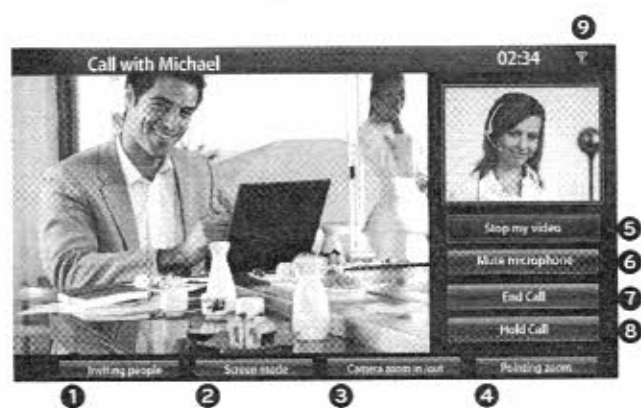 9
Call with Michael 02:34
Stop my video 5
Mute microphone 6
End Call 7
Hold Call 8
Inviting people Screen mode Camera zoom in/out Pointing zoom
1 2 3 4